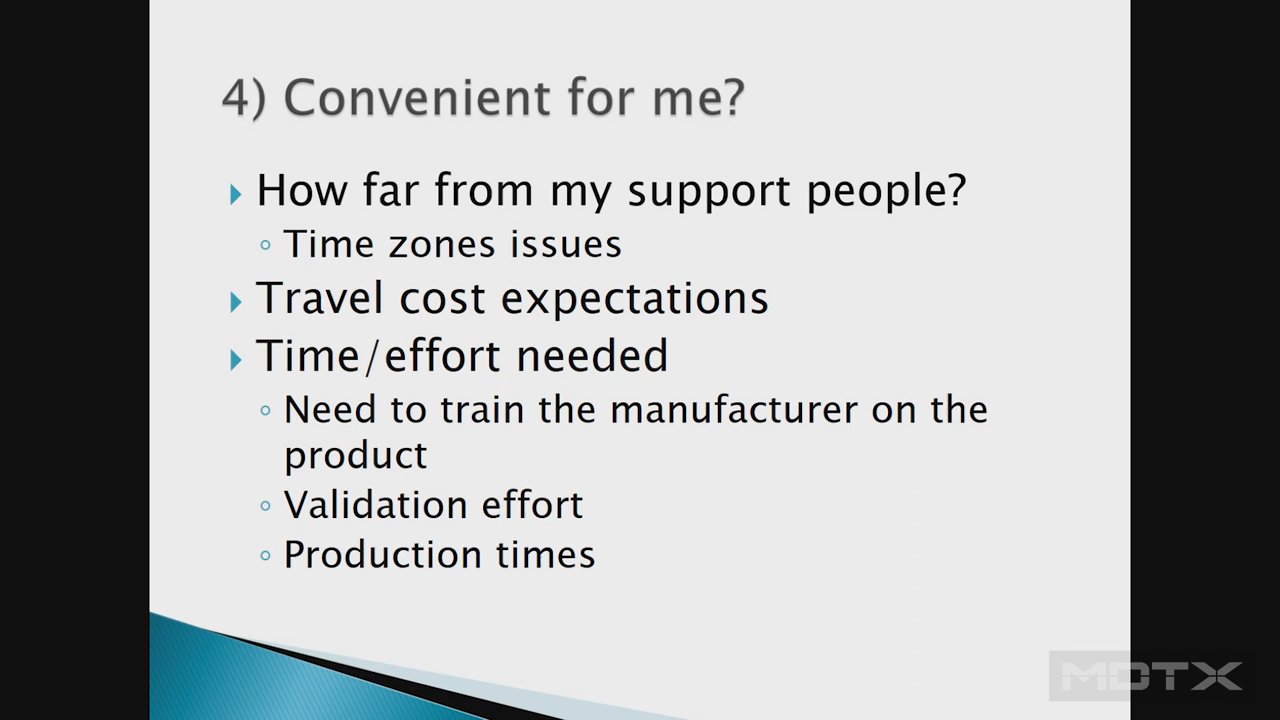 4) Convenient for me?
How far from my support people?
Time zones issues
Travel cost expectations
Time/effort needed
Need to train the manufacturer on the
product
Validation effort
Production times
MDTX